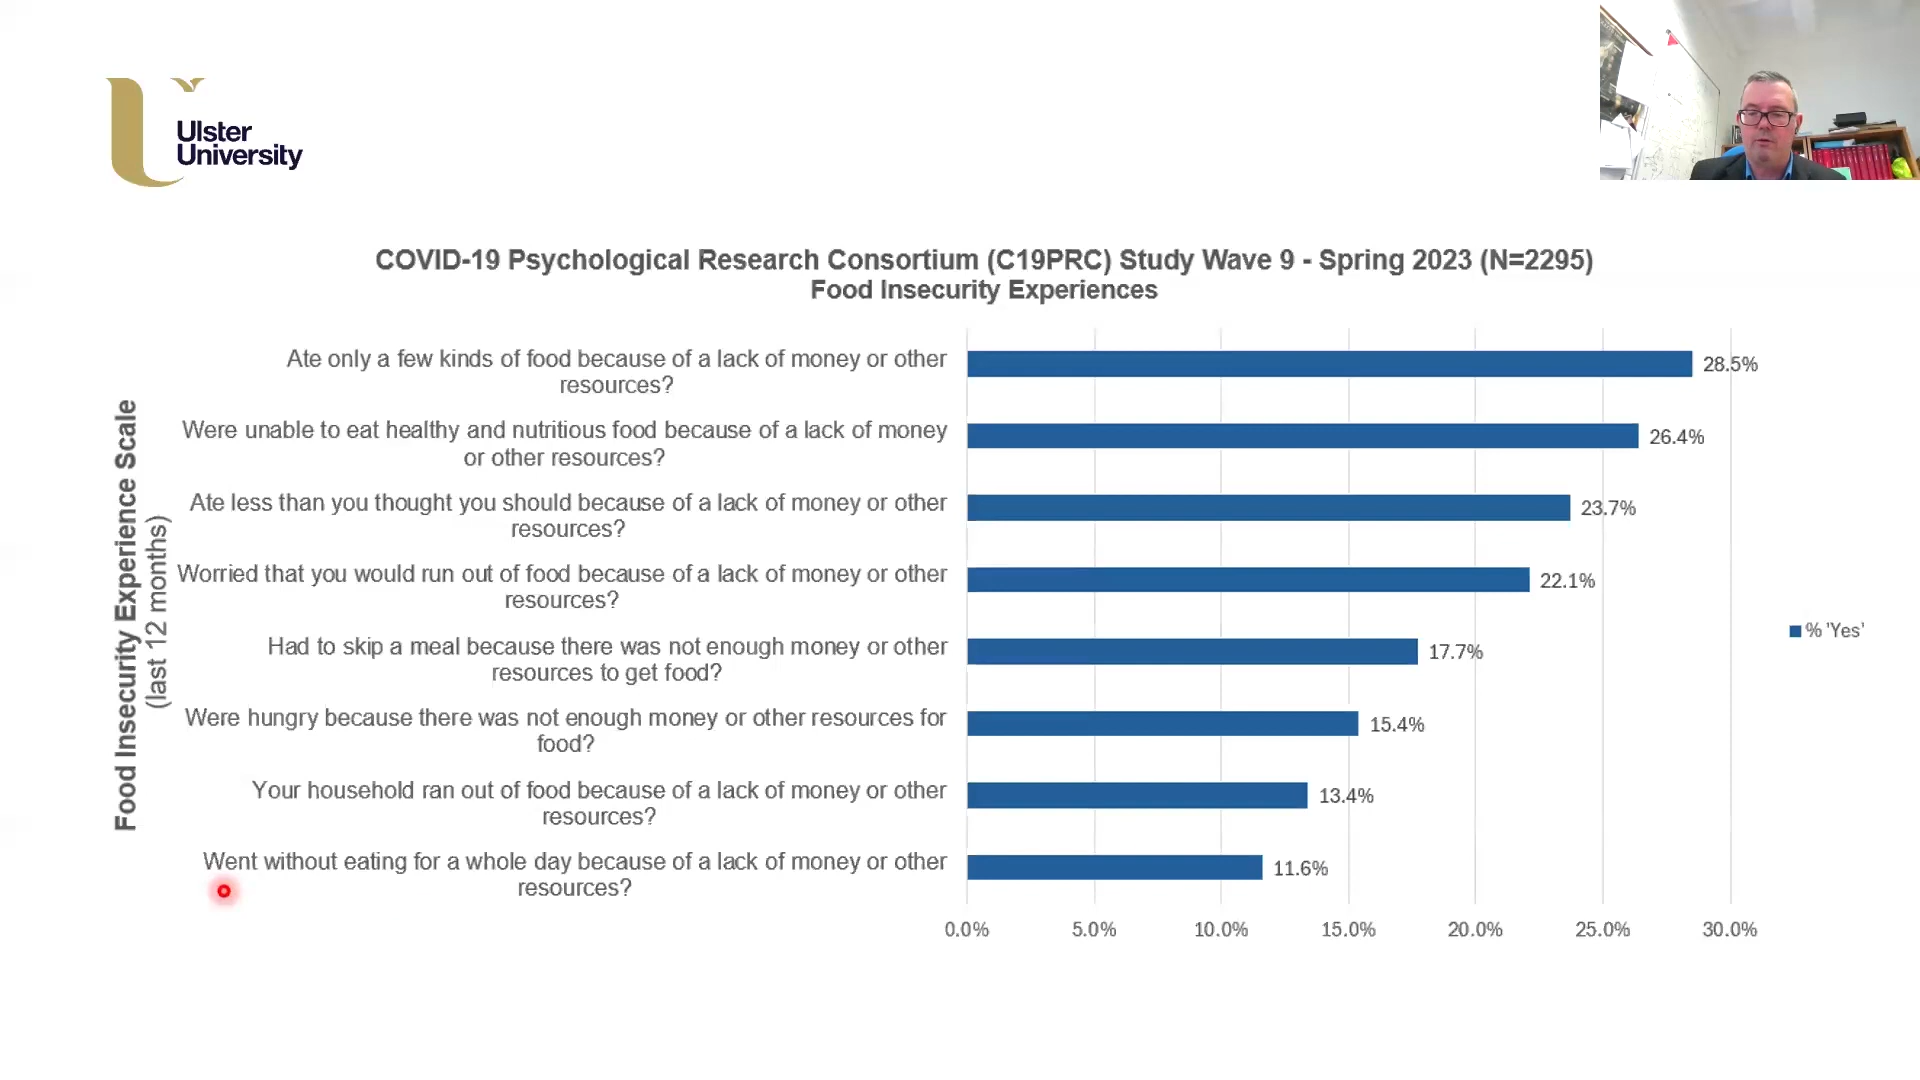 Ulster
University
COVID-19 Psychological Research Consortium (C19PRC) Study Wave 9 - Spring 2023 (N=2295)
Food Insecurity Experiences
Food Insecurity Experience Scale
(last 12 months)
Ate only a few kinds of food because of a lack of money or other
resources?
28.5%
Were unable to eat healthy and nutritious food because of a lack of money
or other resources?
26.4%
Ate less than you thought you should because of a lack of money or other
resources?
23.7%
Worried that you would run out of food because of a lack of money or other
resources?
22.1%
Had to skip a meal because there was not enough money or other
resources to get food?
17.7%
Were hungry because there was not enough money or other resources for
food?
15.4%
Your household ran out of food because of a lack of money or other
resources?
13.4%
Went without eating for a whole day because of a lack of money or other
resources?
11.6%
0.0% 5.0% 10.0% 15.0% 20.0% 25.0% 30.0%
% 'Yes'